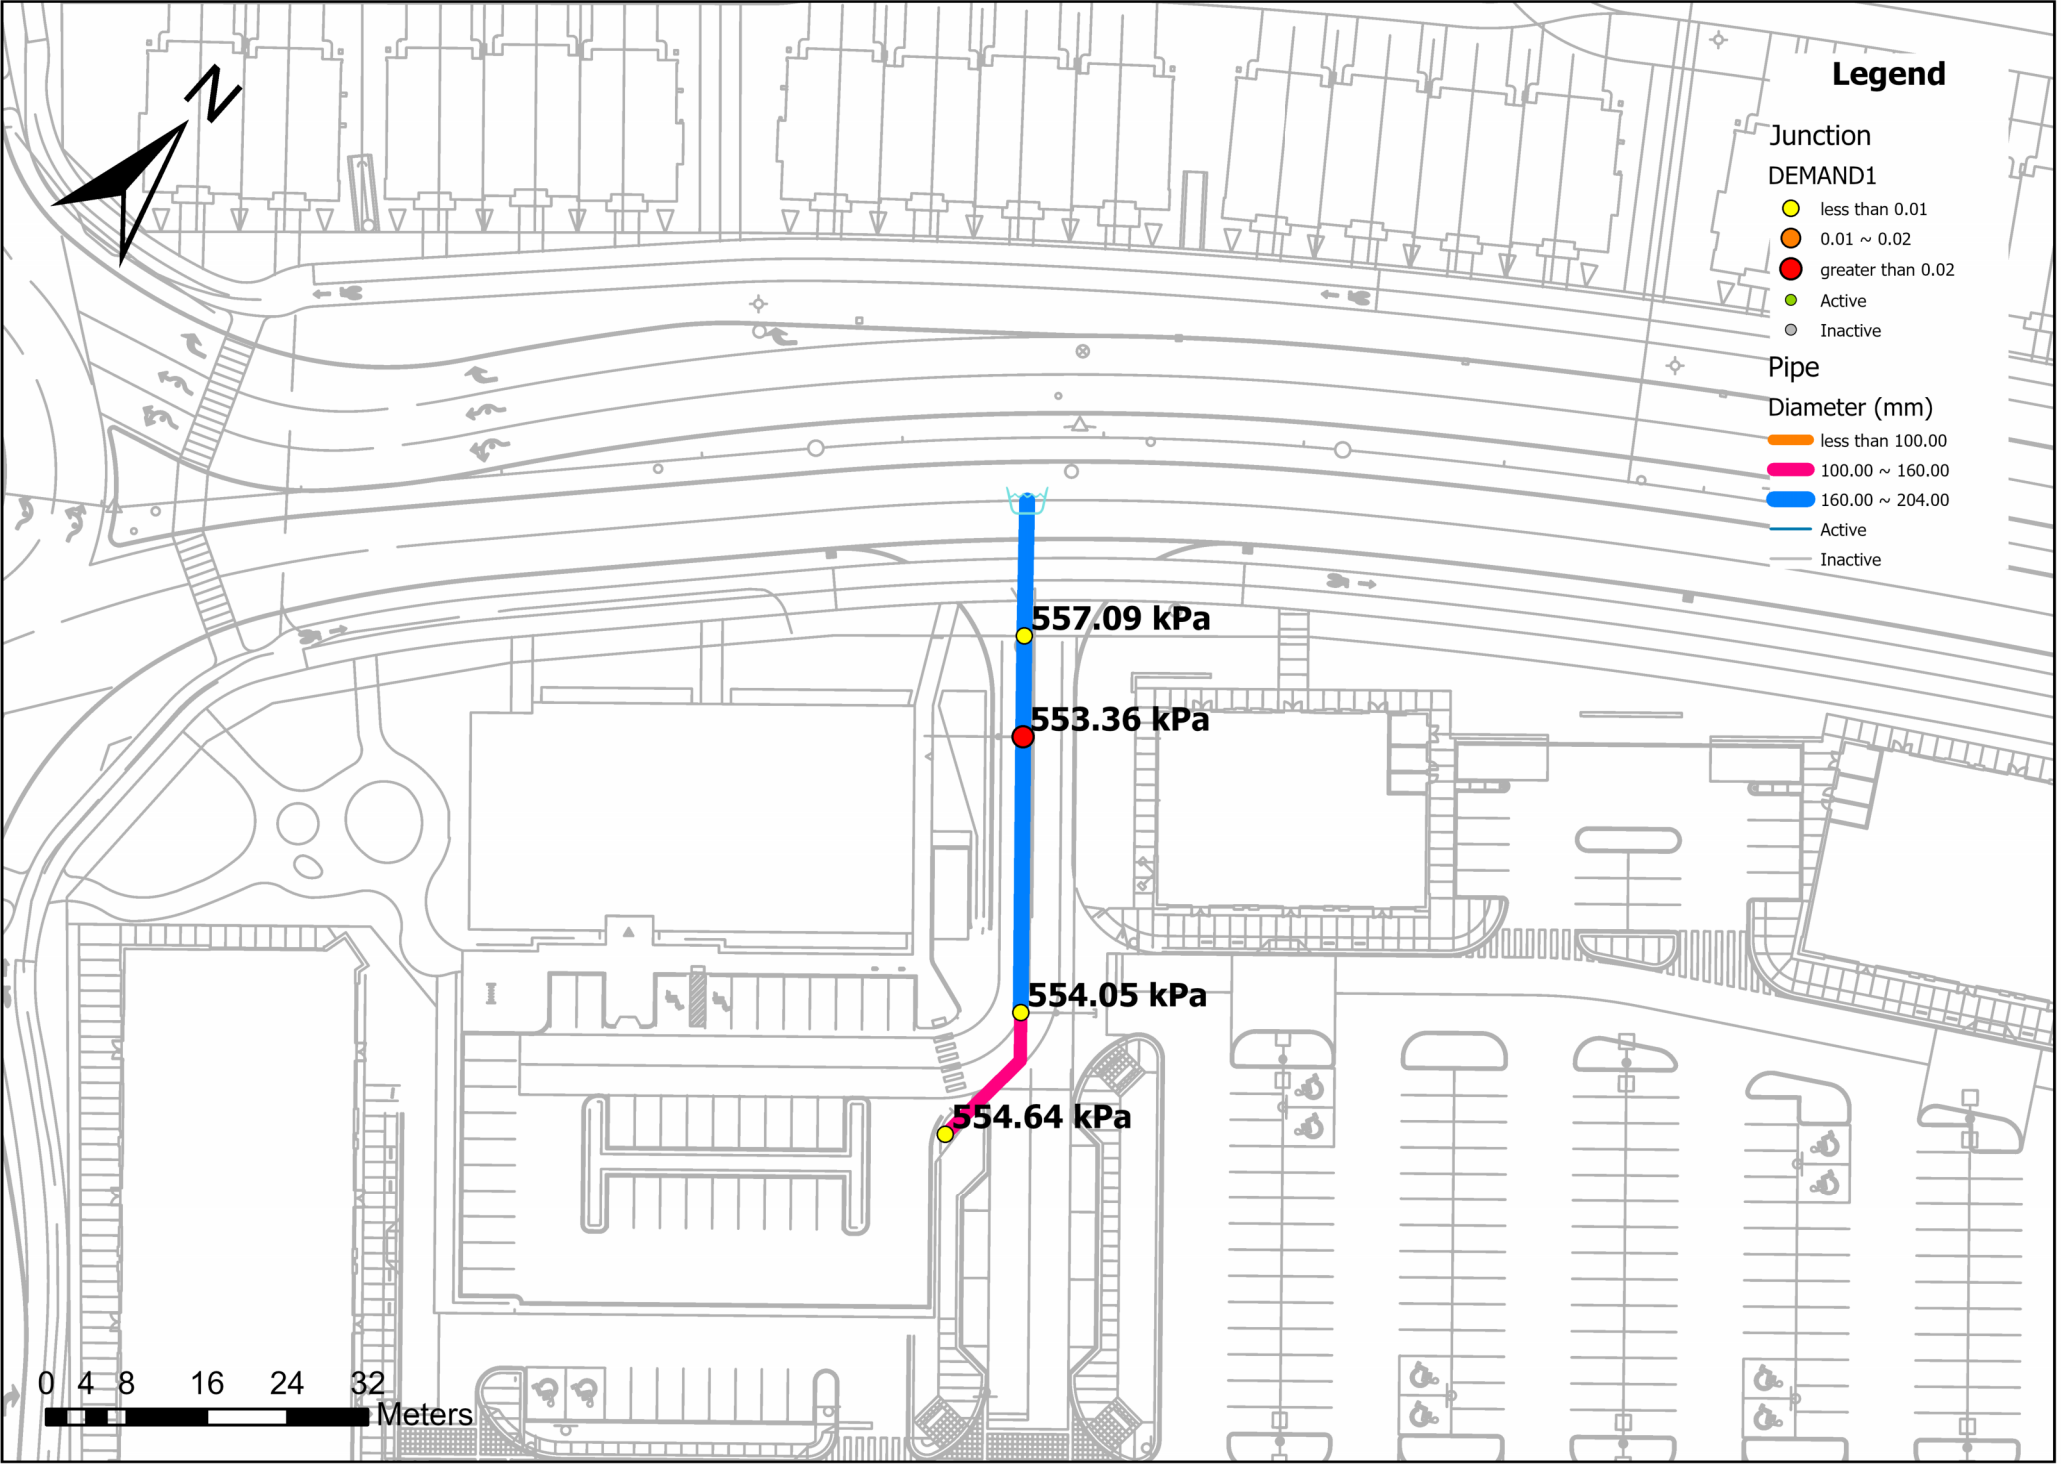 N
Legend
Junction
DEMAND1
less than 0.01
0.01 ~ 0.02
greater than 0.02
Active
Inactive
Pipe
Diameter (mm)
less than 100.00
100.00 ~ 160.00
160.00 ~ 204.00
Active
Inactive
557.09 kPa
553.36 kPa
554.05 kPa
554.64 kPa
0 4 8 16 24 32
Meters